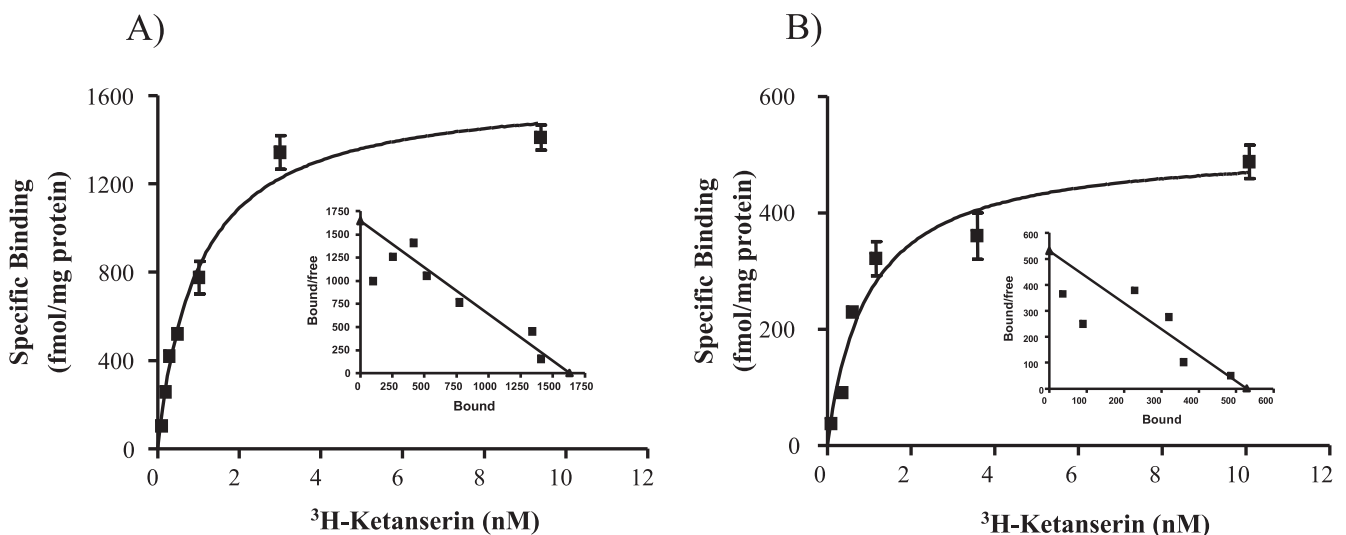 A)
1600
1200
800
400
0
0 2 4 6 8 10 12
Specific Binding
(fmol/mg protein)
³H-Ketanserin (nM)
1750
1500
1250
1000
750
500
250
0
0 250 500 750 1000 1250 1500 1750
Bound/free
Bound
B)
600
400
200
0
0 2 4 6 8 10 12
Specific Binding
(fmol/mg protein)
³H-Ketanserin (nM)
600
500
400
300
200
100
0
0 100 200 300 400 500 600
Bound/free
Bound